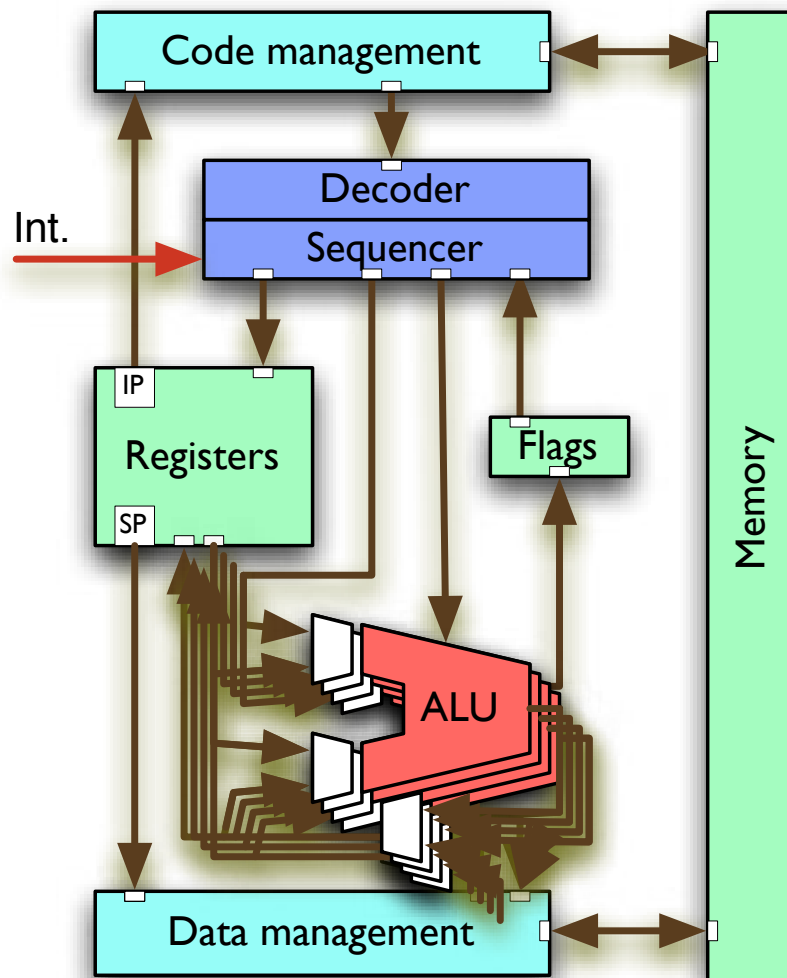 Code management
Decoder
Int.
Sequencer
IP
Registers
Flags
SP
Memory
ALU
Data management